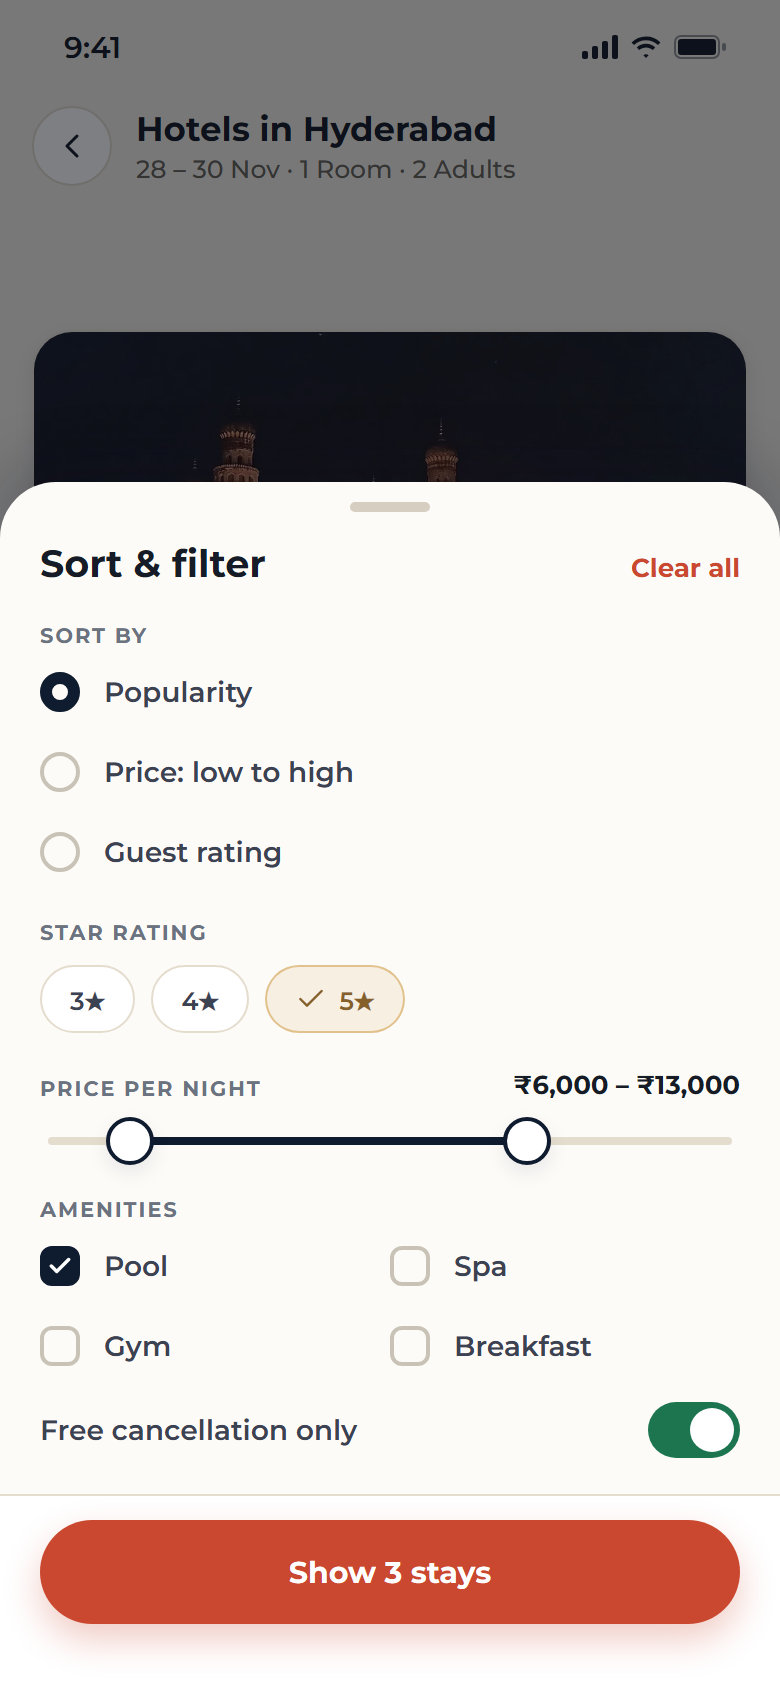 9:41
Hotels in Hyderabad
28 – 30 Nov · 1 Room · 2 Adults
Sort & filter
Clear all
SORT BY
Popularity
Price: low to high
Guest rating
STAR RATING
3★ 4★ 5★
PRICE PER NIGHT
₹6,000 – ₹13,000
AMENITIES
Pool
Spa
Gym
Breakfast
Free cancellation only
Show 3 stays